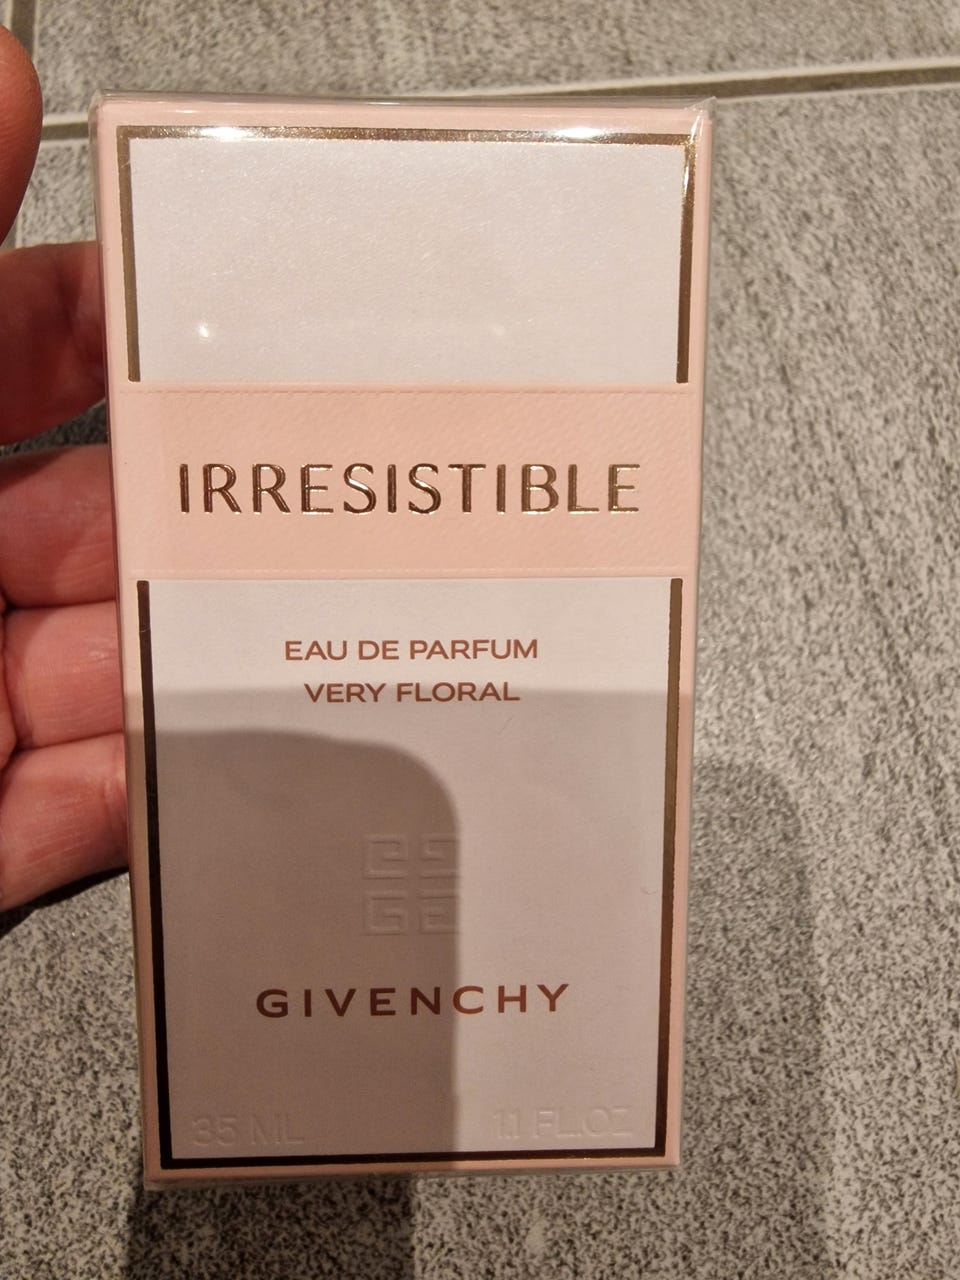 IRRESISTIBLE
EAU DE PARFUM
VERY FLORAL
GIVENCHY
35 ML 1.1 FL.OZ